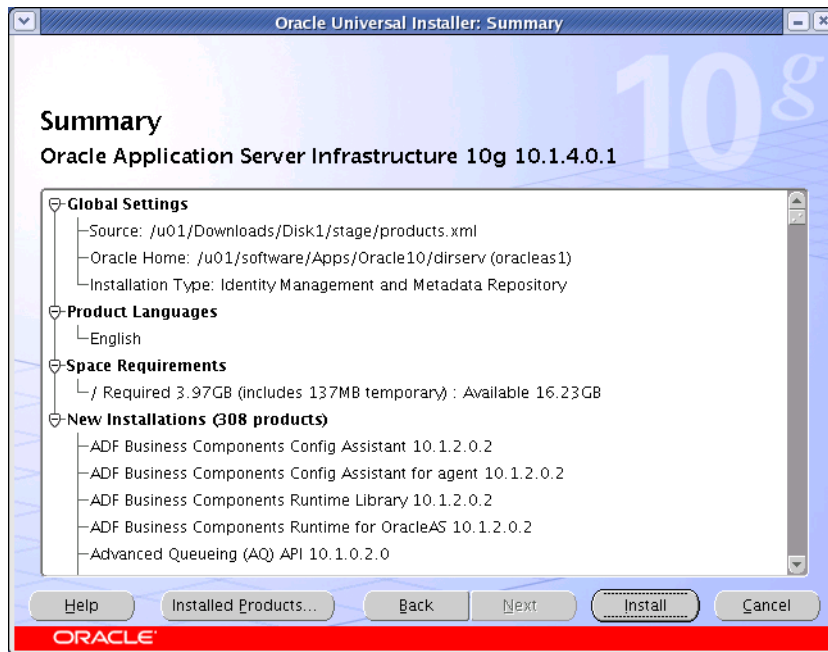 Oracle Universal Installer: Summary
10g
Summary
Oracle Application Server Infrastructure 10g 10.1.4.0.1
Global Settings
Source: /u01/Downloads/Disk1/stage/products.xml
Oracle Home: /u01/software/Apps/Oracle10/dirserv (oracleas1)
Installation Type: Identity Management and Metadata Repository
Product Languages
English
Space Requirements
/ Required 3.97GB (includes 137MB temporary) : Available 16.23GB
New Installations (308 products)
ADF Business Components Config Assistant 10.1.2.0.2
ADF Business Components Config Assistant for agent 10.1.2.0.2
ADF Business Components Runtime Library 10.1.2.0.2
ADF Business Components Runtime for OracleAS 10.1.2.0.2
Advanced Queueing (AQ) API 10.1.0.2.0
Help Installed Products... Back Next Install Cancel
ORACLE